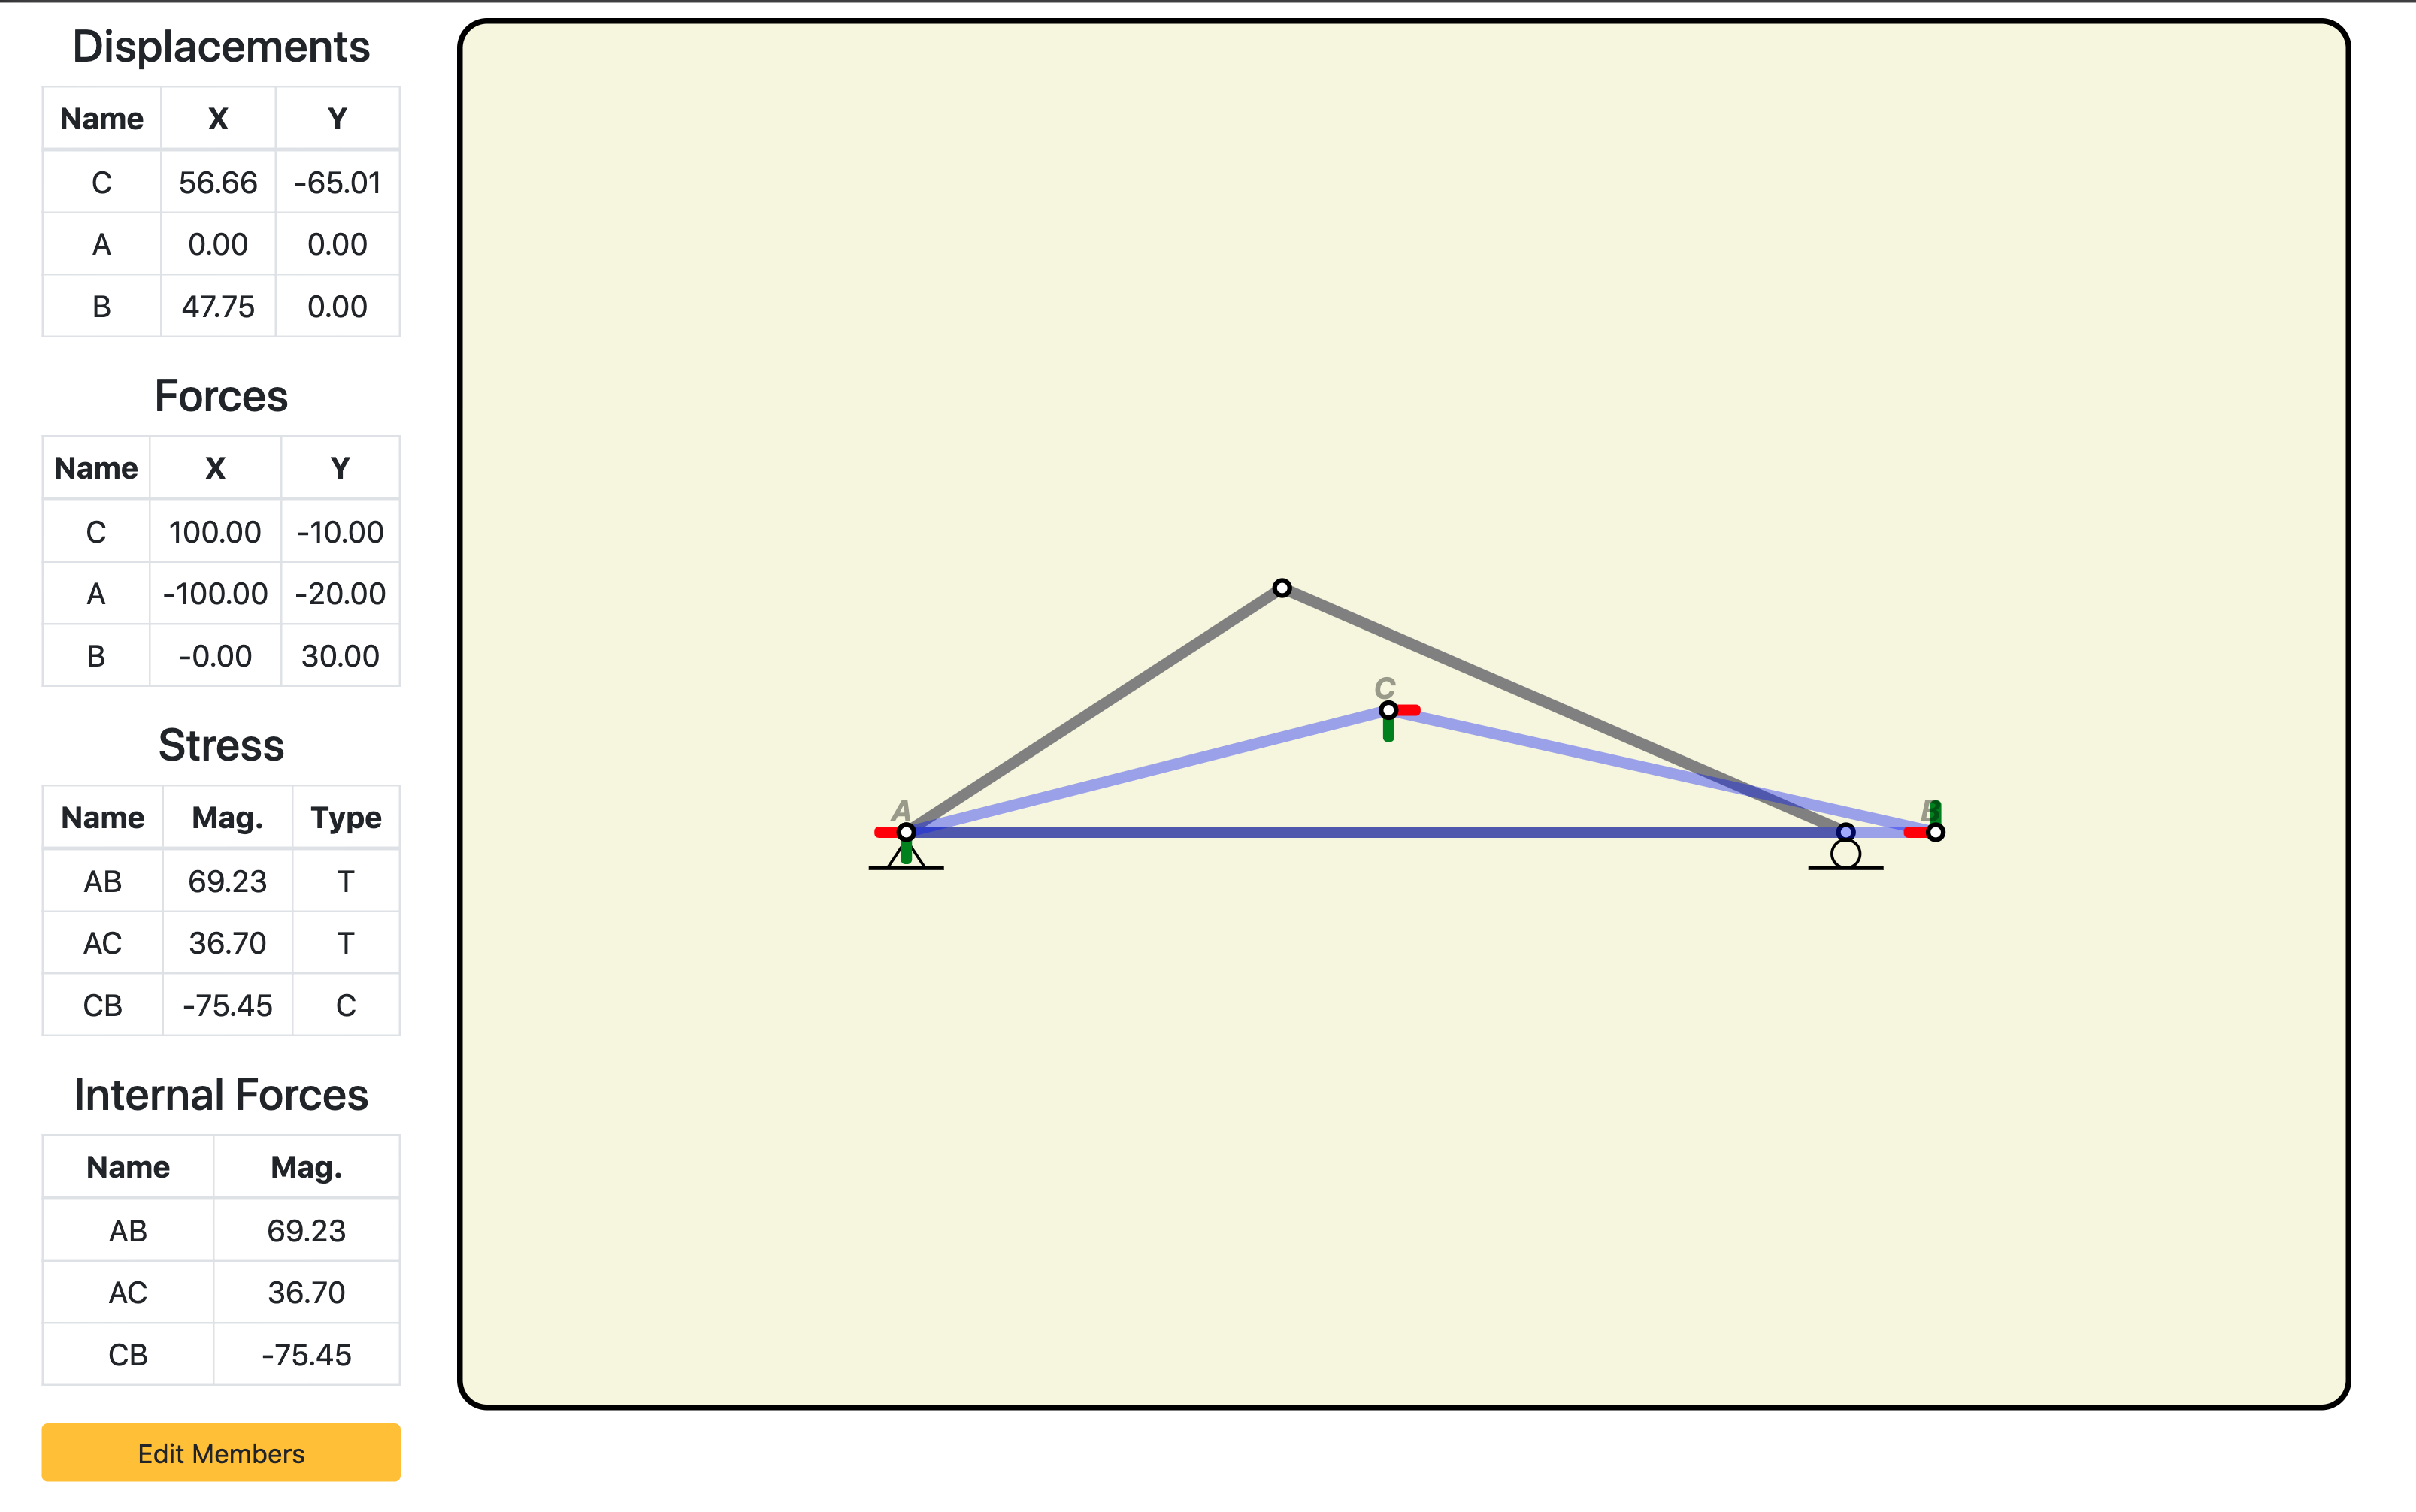 Displacements
Name X Y
C 56.66 -65.01
A 0.00 0.00
B 47.75 0.00
Forces
Name X Y
C 100.00 -10.00
A -100.00 -20.00
B -0.00 30.00
Stress
Name Mag. Type
AB 69.23 T
AC 36.70 T
CB -75.45 C
Internal Forces
Name Mag.
AB 69.23
AC 36.70
CB -75.45
Edit Members
C
A
B